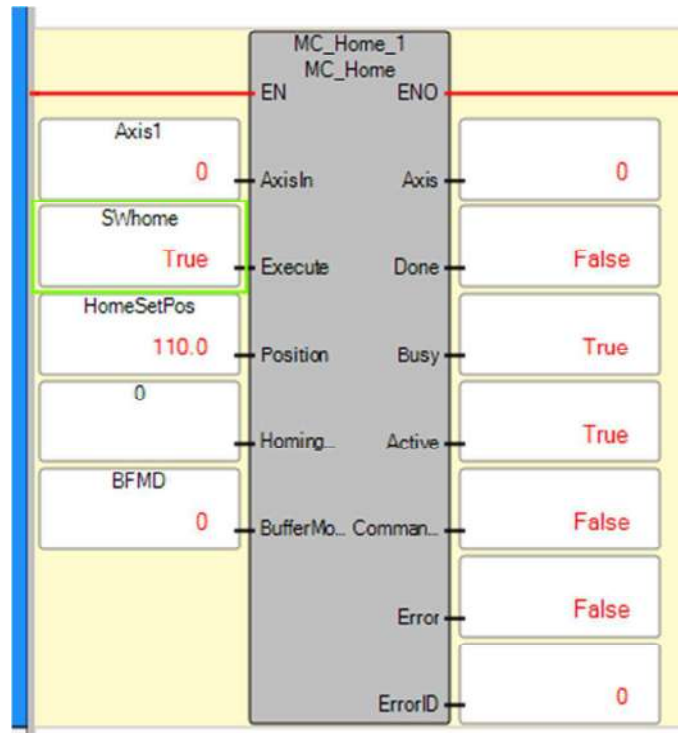 MC_Home_1
MC_Home
EN ENO
Axis1
0 AxisIn Axis 0
SWhome
True Execute Done False
HomeSetPos
110.0 Position Busy True
0
Homing... Active True
BFMD
0 BufferMo... Comman... False
Error False
ErrorID 0